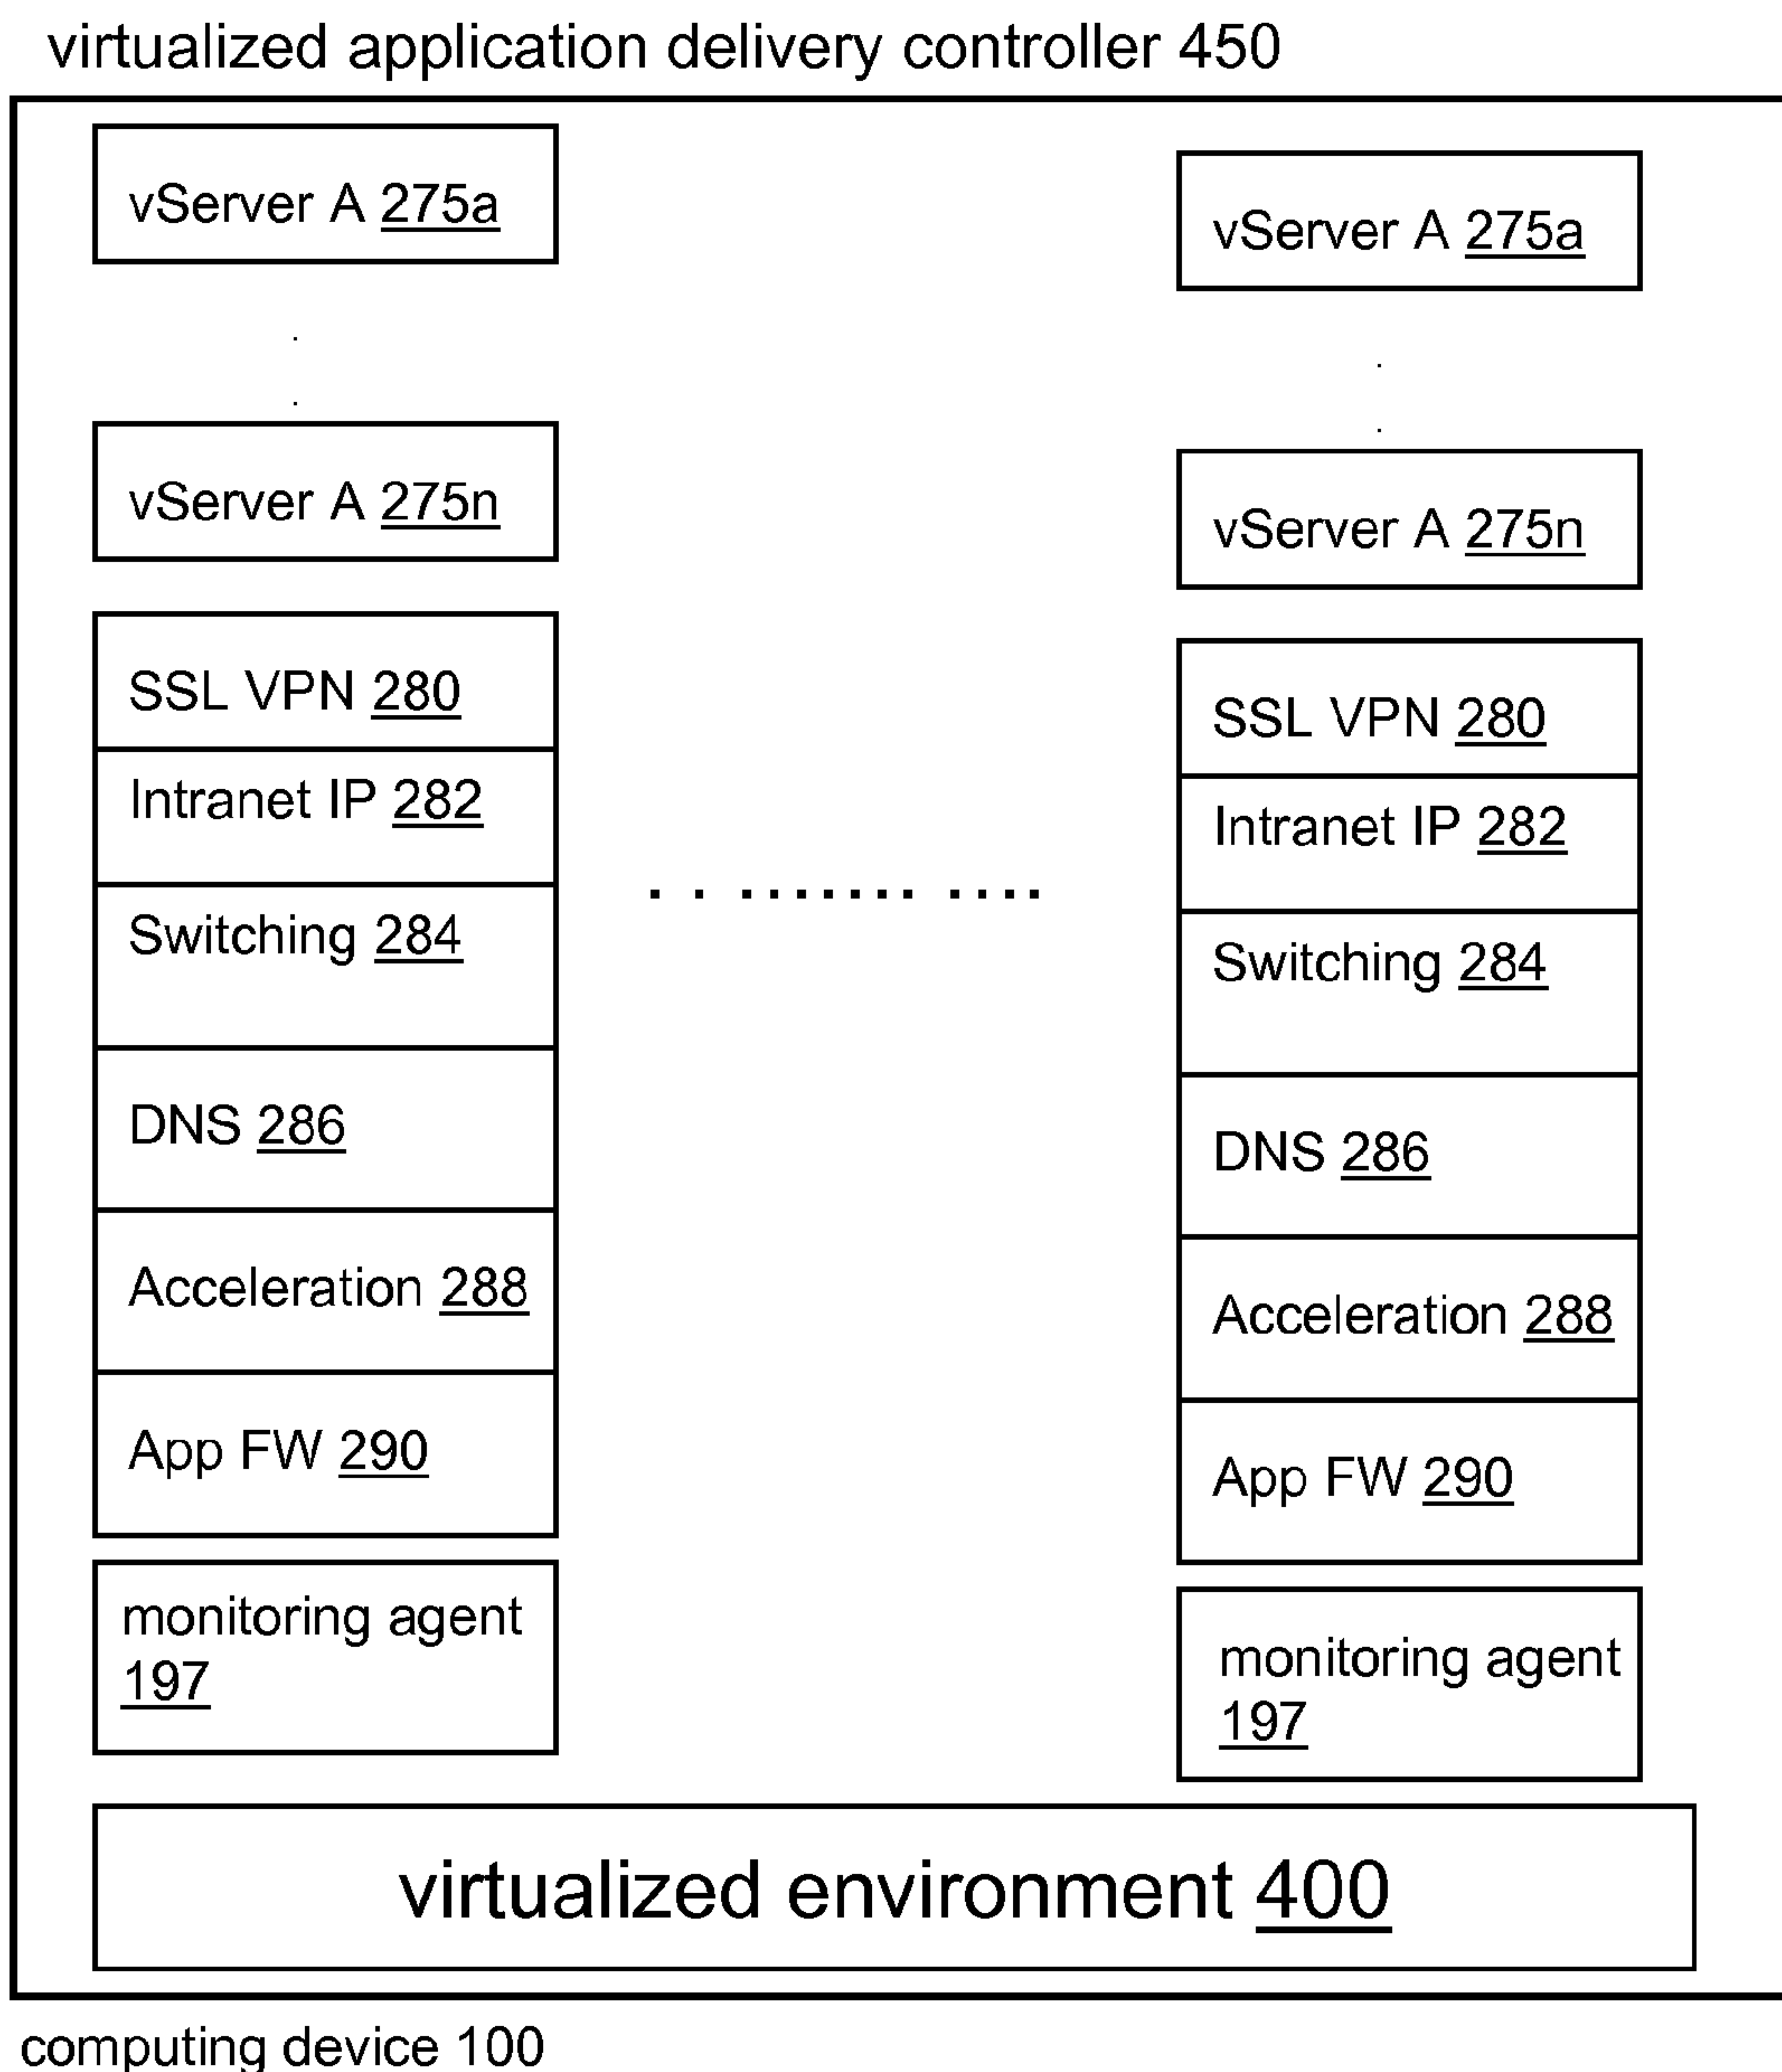 virtualized application delivery controller 450
vServer A 275a
vServer A 275n
SSL VPN 280
Intranet IP 282
Switching 284
DNS 286
Acceleration 288
App FW 290
monitoring agent
197
vServer A 275a
vServer A 275n
SSL VPN 280
Intranet IP 282
Switching 284
DNS 286
Acceleration 288
App FW 290
monitoring agent
197
virtualized environment 400
computing device 100